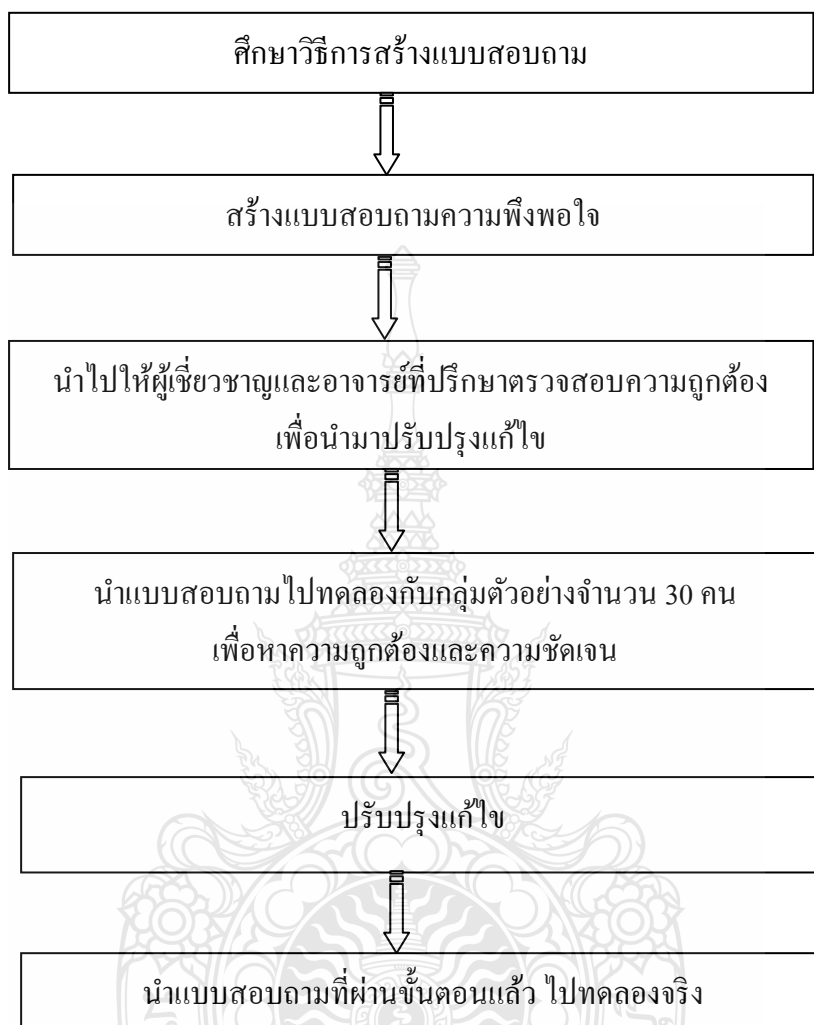 ศึกษาวิธีการสร้างแบบสอบถาม
สร้างแบบสอบถามความพึงพอใจ
นำไปให้ผู้เชี่ยวชาญและอาจารย์ที่ปรึกษาตรวจสอบความถูกต้อง
เพื่อนำมาปรับปรุงแก้ไข
นำแบบสอบถามไปทดลองกับกลุ่มตัวอย่างจำนวน 30 คน
เพื่อหาความถูกต้องและความชัดเจน
ปรับปรุงแก้ไข
นำแบบสอบถามที่ผ่านขั้นตอนแล้ว ไปทดลองจริง